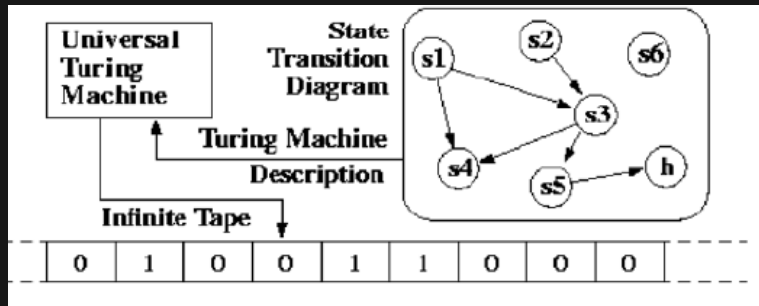 Universal
Turing
Machine
State
Transition
Diagram
s1
s2
s6
s3
s4
s5
h
Turing Machine
Description
Infinite Tape
0 1 0 0 1 1 0 0 0